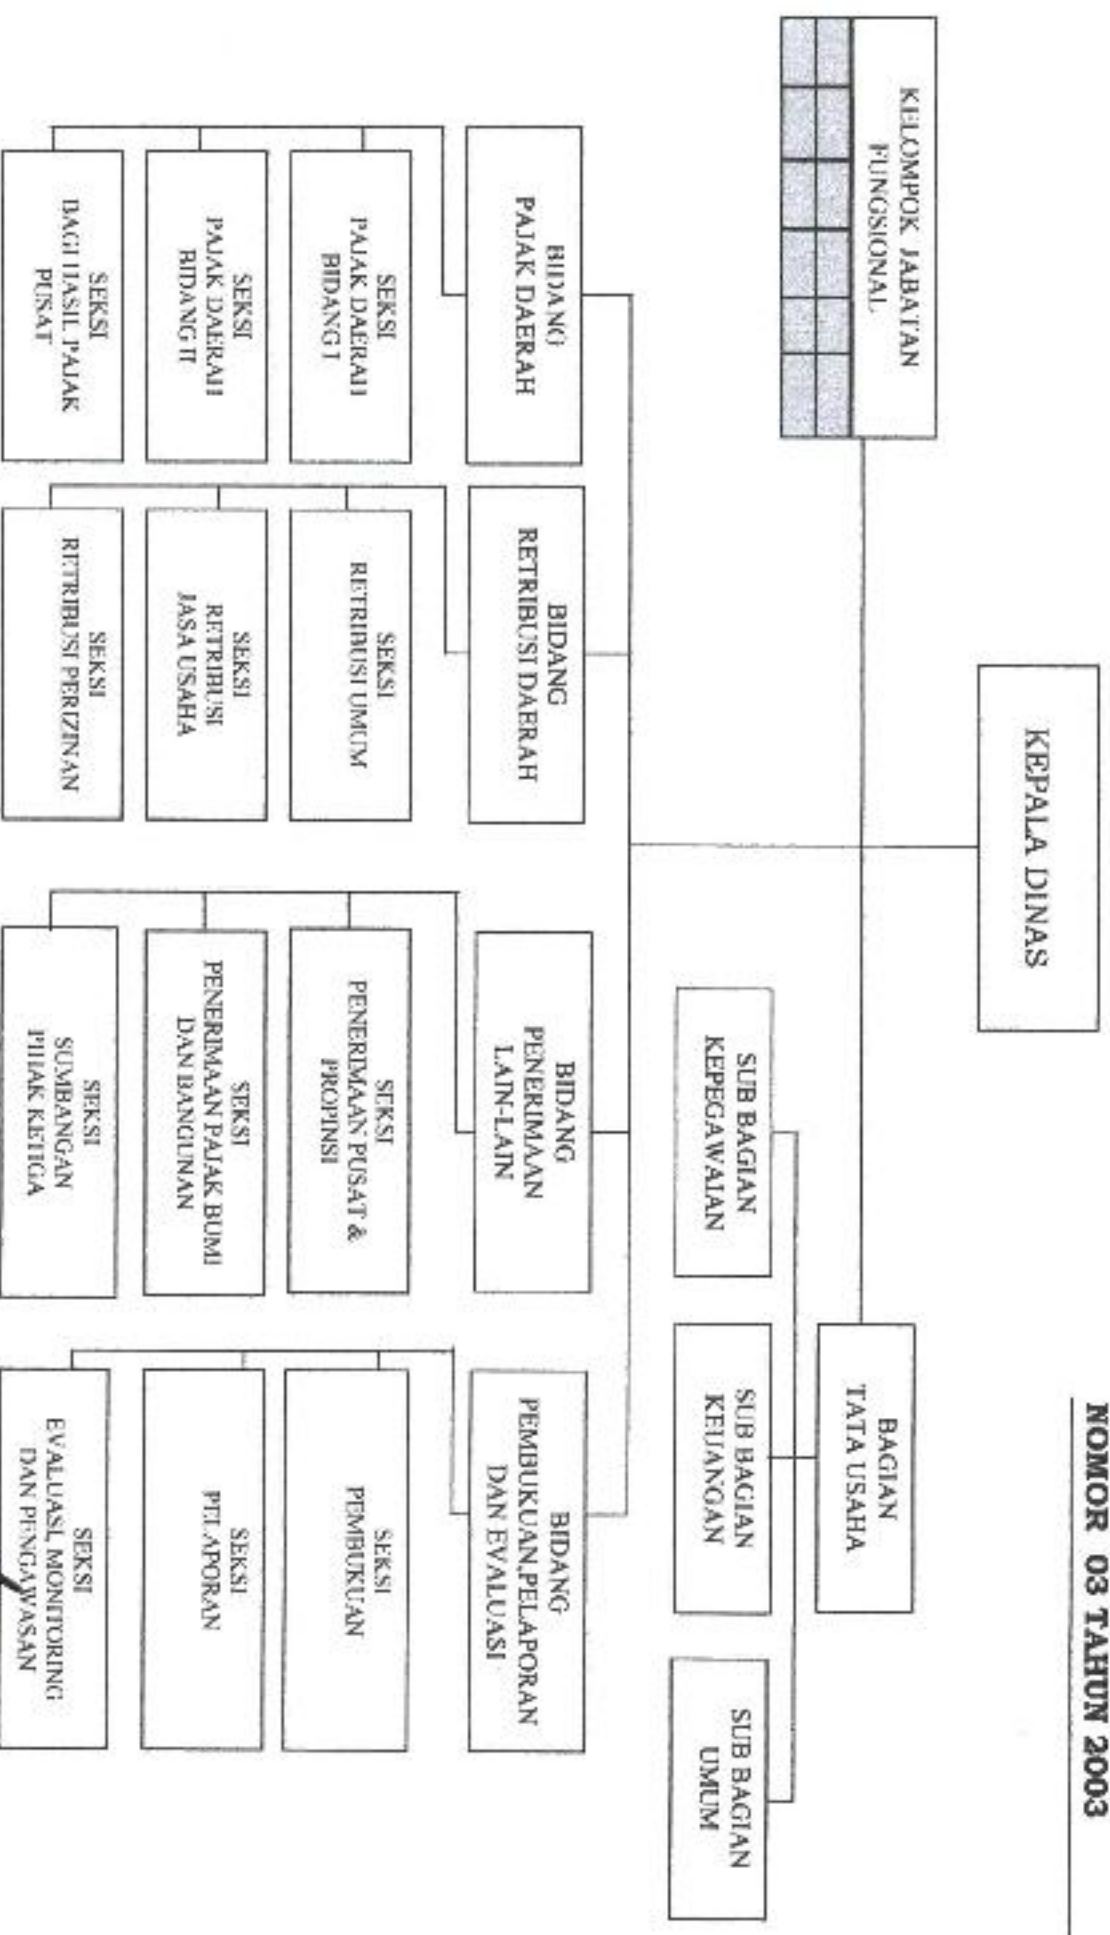 NOMOR 03 TAHUN 2003
KEPALA DINAS
KELOMPOK JABATAN
FUNGSIONAL
BAGIAN
TATA USAHA
SUB BAGIAN
KEPEGAWAIAN
SUB BAGIAN
KEUANGAN
SUB BAGIAN
UMUM
BIDANG
PAJAK DAERAH
BIDANG
RETRIBUSI DAERAH
BIDANG
PENERIMAAN
LAIN-LAIN
BIDANG
PEMBUKUAN,PELAPORAN
DAN EVALUASI
SEKSI
PAJAK DAERAH
BIDANG I
SEKSI
RETRIBUSI UMUM
SEKSI
PENERIMAAN PUSAT &
PROPINSI
SEKSI
PEMBUKUAN
SEKSI
PAJAK DAERAH
BIDANG II
SEKSI
RETRIBUSI
JASA USAHA
SEKSI
PENERIMAAN PAJAK BUMI
DAN BANGUNAN
SEKSI
PELAPORAN
SEKSI
BAGI HASIL PAJAK
PUSAT
SEKSI
RETRIBUSI PERIZINAN
SEKSI
SUMBANGAN
PIHAK KETIGA
SEKSI
EVALUASI, MONITORING
DAN PENGAWASAN